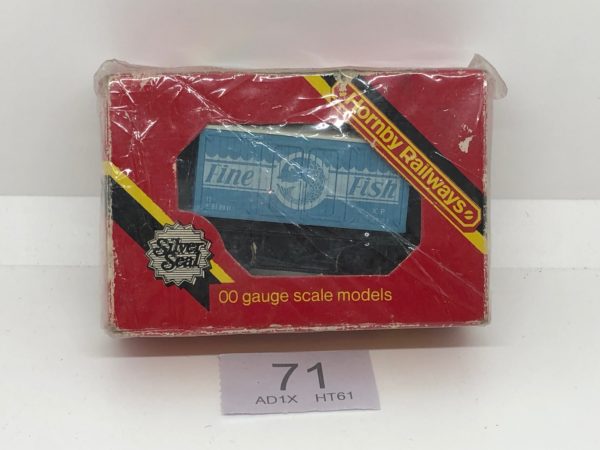 Hornby Railways
Fine Fish
Silver
Seal
00 gauge scale models
71
AD1X HT61